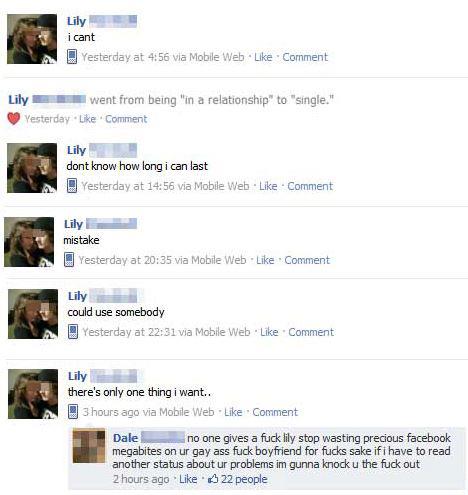 Lily
i cant
Yesterday at 4:56 via Mobile Web · Like · Comment
Lily went from being "in a relationship" to "single."
Yesterday · Like · Comment
Lily
dont know how long i can last
Yesterday at 14:56 via Mobile Web · Like · Comment
Lily
mistake
Yesterday at 20:35 via Mobile Web · Like · Comment
Lily
could use somebody
Yesterday at 22:31 via Mobile Web · Like · Comment
Lily
there's only one thing i want..
3 hours ago via Mobile Web · Like · Comment
Dale no one gives a fuck lily stop wasting precious facebook
megabites on ur gay ass fuck boyfriend for fucks sake if i have to read
another status about ur problems im gunna knock u the fuck out
2 hours ago · Like · 22 people